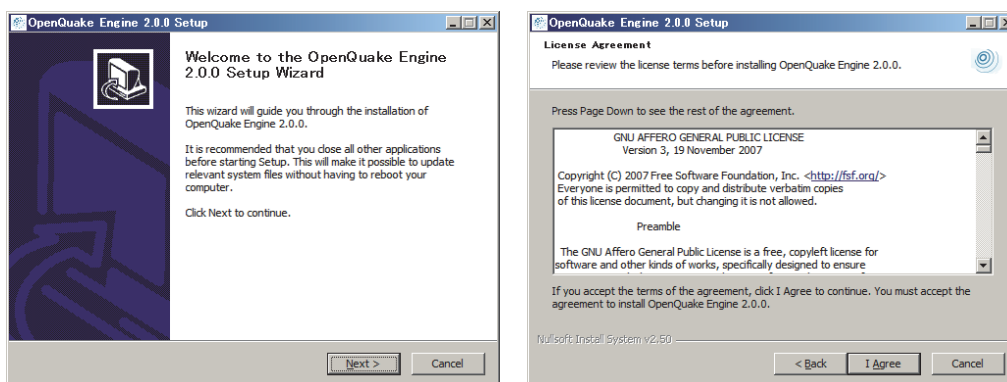 OpenQuake Engine 2.0.0 Setup
Welcome to the OpenQuake Engine
2.0.0 Setup Wizard
This wizard will guide you through the installation of
OpenQuake Engine 2.0.0.
It is recommended that you close all other applications
before starting Setup. This will make it possible to update
relevant system files without having to reboot your
computer.
Click Next to continue.
Next >
Cancel
OpenQuake Engine 2.0.0 Setup
License Agreement
Please review the license terms before installing OpenQuake Engine 2.0.0.
Press Page Down to see the rest of the agreement.
GNU AFFERO GENERAL PUBLIC LICENSE
Version 3, 19 November 2007
Copyright (C) 2007 Free Software Foundation, Inc. <http://fsf.org/>
Everyone is permitted to copy and distribute verbatim copies
of this license document, but changing it is not allowed.
Preamble
The GNU Affero General Public License is a free, copyleft license for
software and other kinds of works, specifically designed to ensure
If you accept the terms of the agreement, click I Agree to continue. You must accept the
agreement to install OpenQuake Engine 2.0.0.
Nullsoft Install System v2.50
< Back
I Agree
Cancel